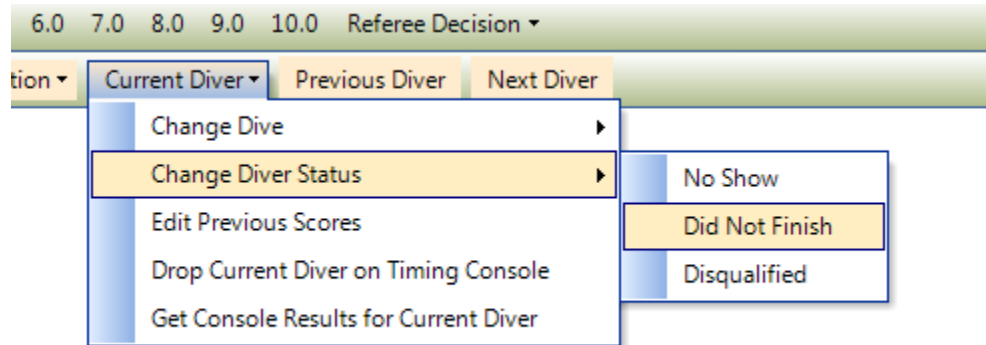 6.0 7.0 8.0 9.0 10.0 Referee Decision
tion Current Diver Previous Diver Next Diver
Change Dive
Change Diver Status
No Show
Edit Previous Scores
Did Not Finish
Drop Current Diver on Timing Console
Disqualified
Get Console Results for Current Diver